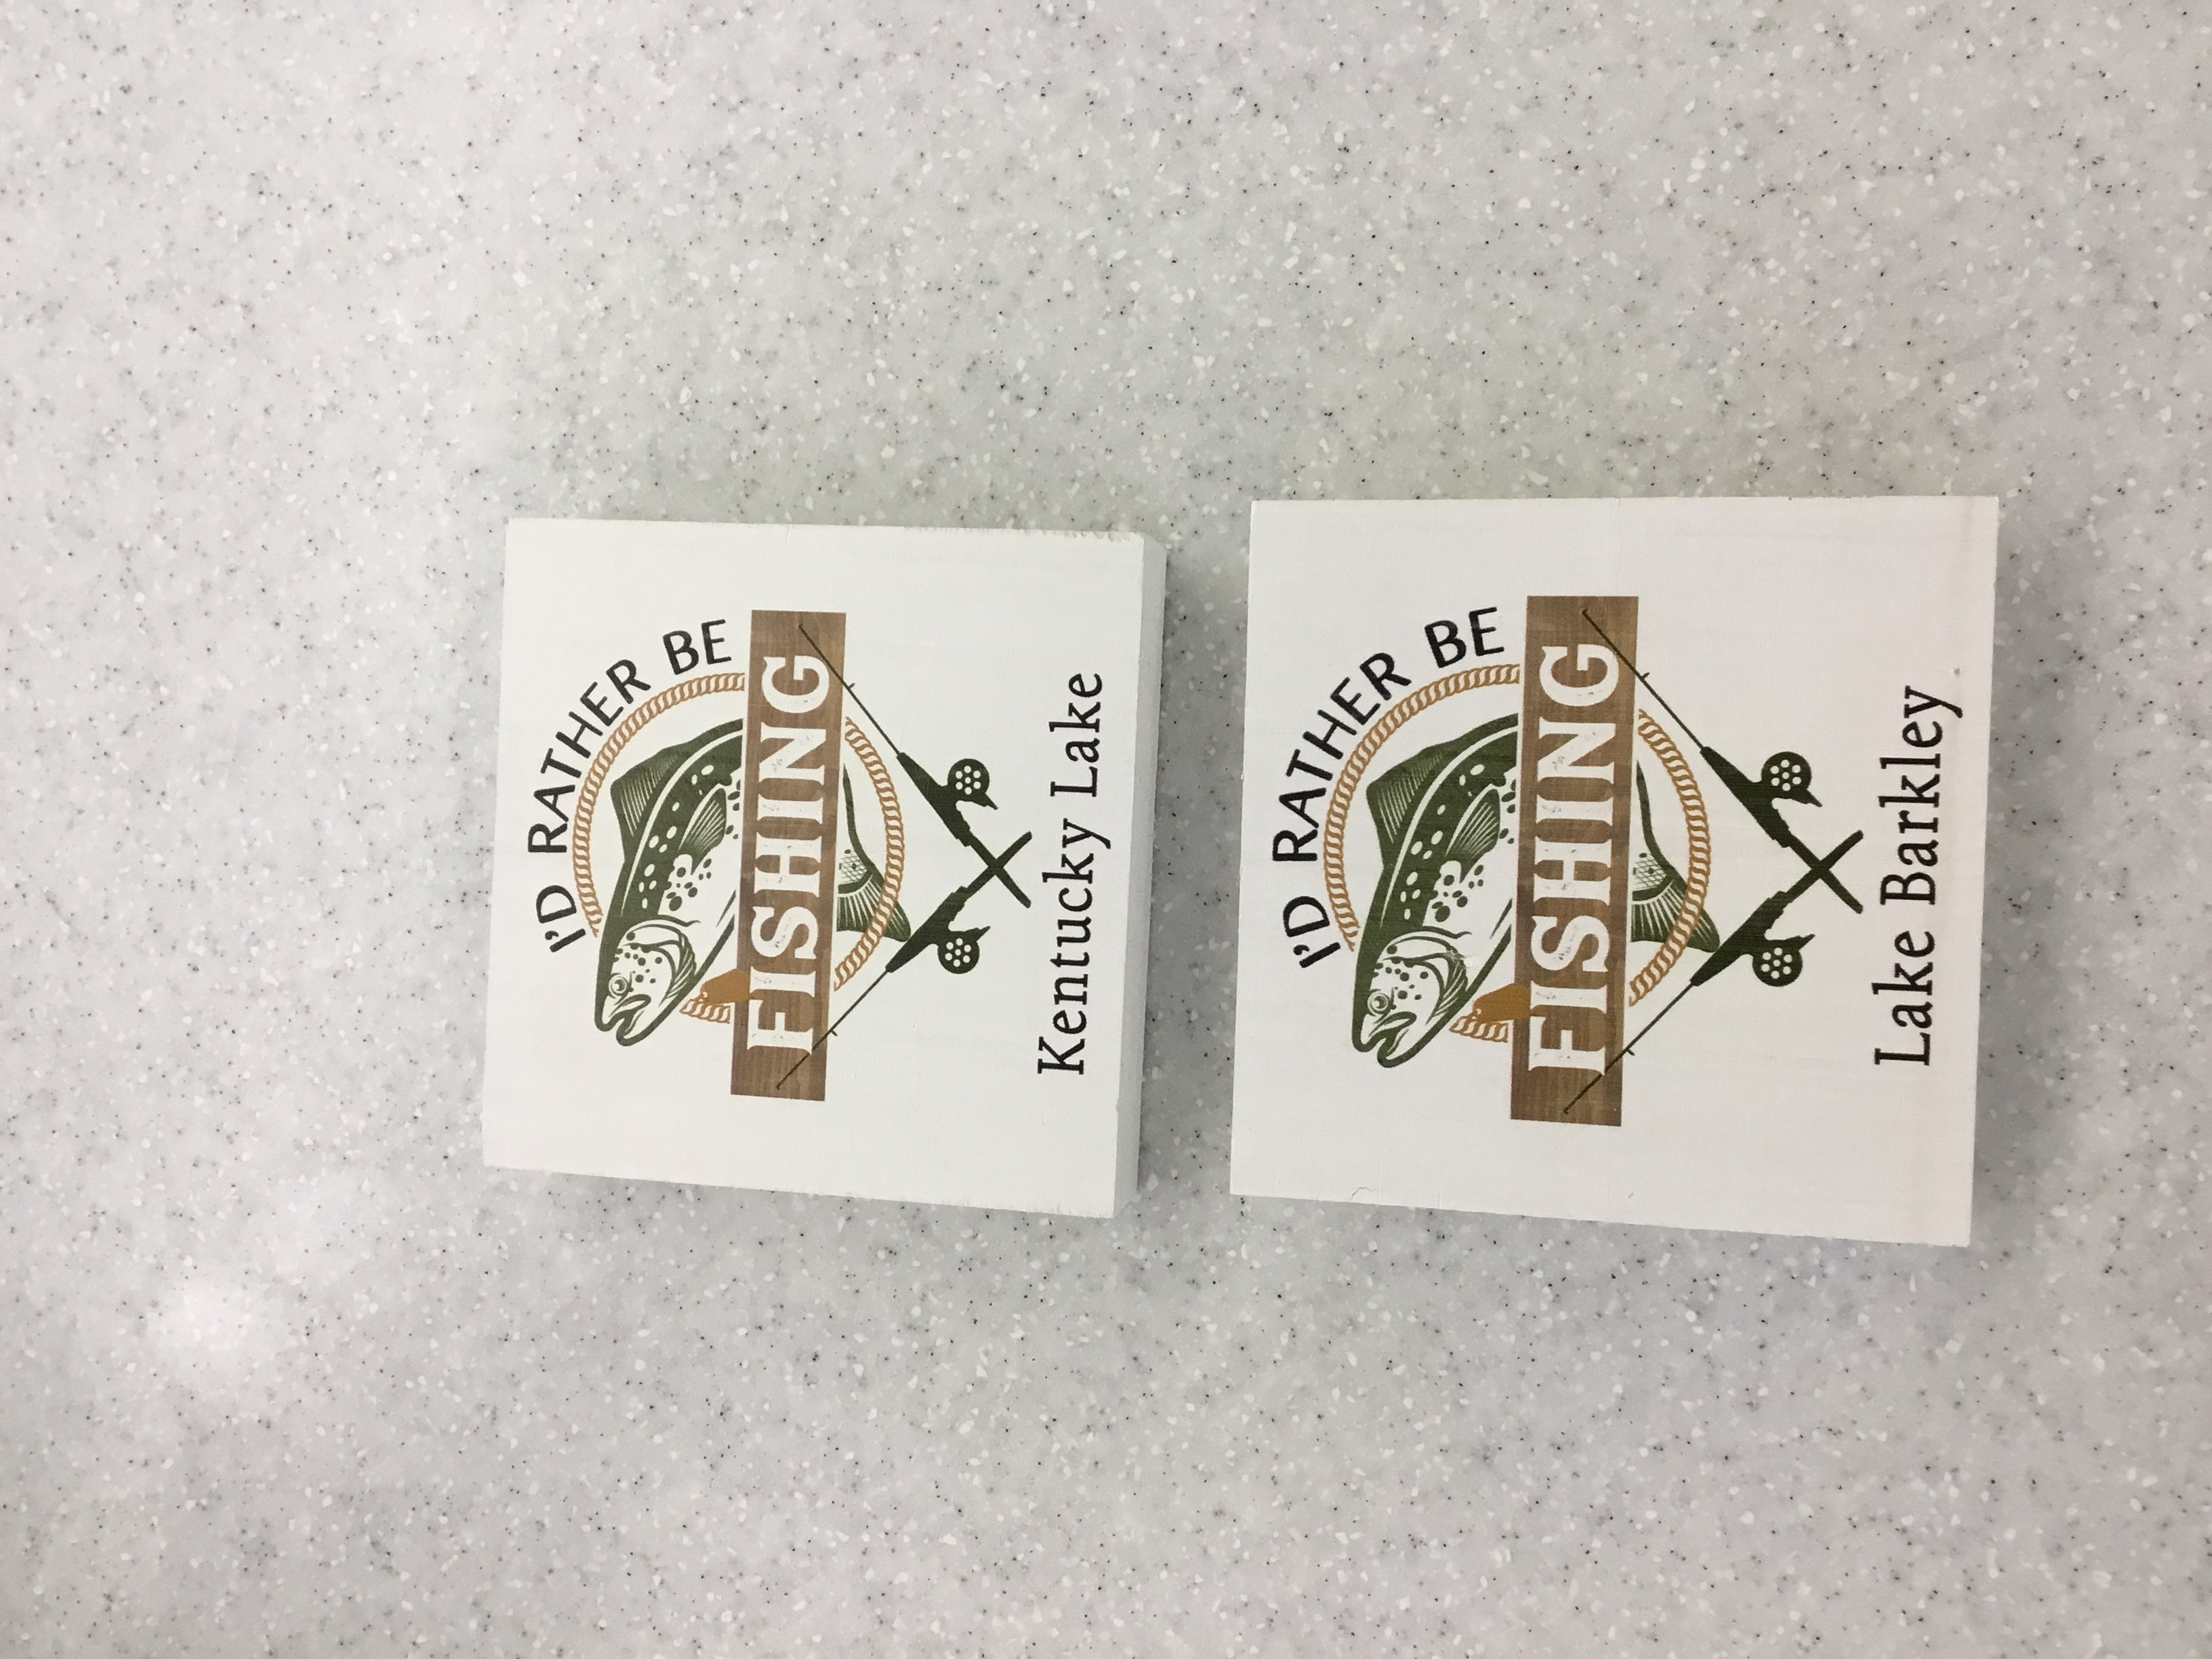 I'D RATHER BE
FISHING
Kentucky Lake
I'D RATHER BE
FISHING
Lake Barkley